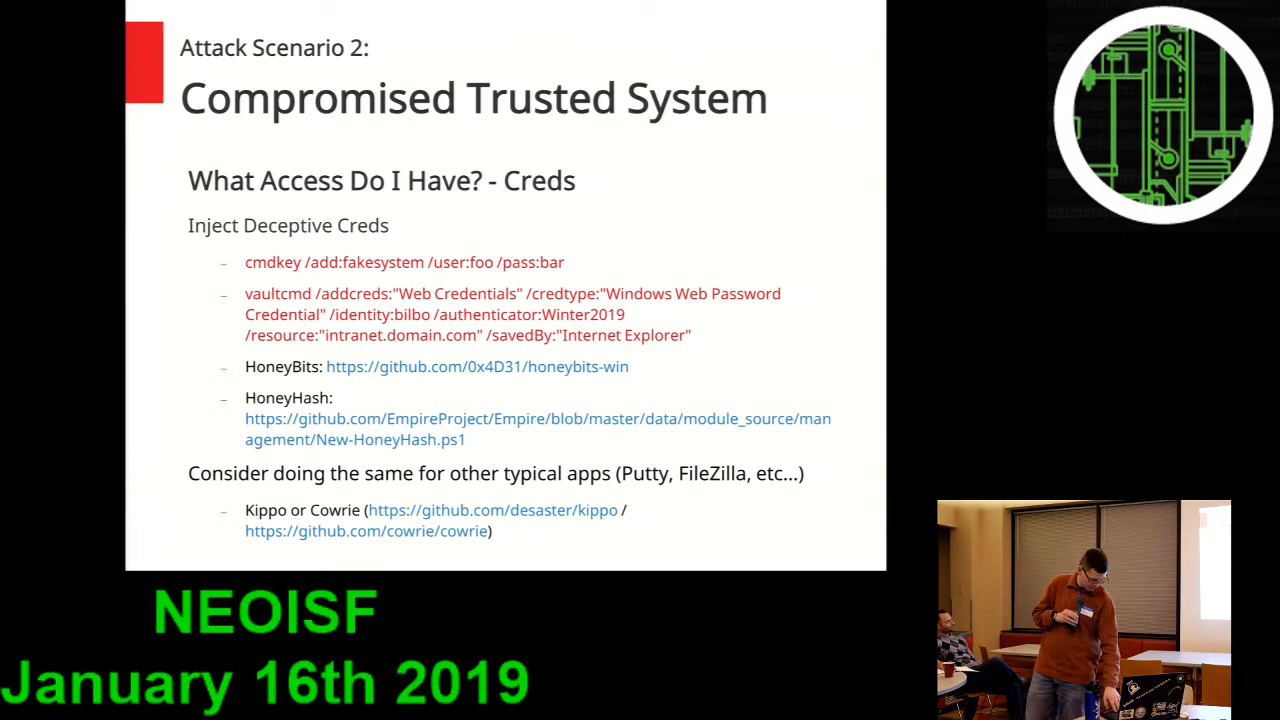 Attack Scenario 2:
Compromised Trusted System
What Access Do I Have? - Creds
Inject Deceptive Creds
– cmdkey /add:fakesystem /user:foo /pass:bar
– vaultcmd /addcreds:"Web Credentials" /credtype:"Windows Web Password
Credential" /identity:bilbo /authenticator:Winter2019
/resource:"intranet.domain.com" /savedBy:"Internet Explorer"
– HoneyBits: https://github.com/0x4D31/honeybits-win
– HoneyHash:
https://github.com/EmpireProject/Empire/blob/master/data/module_source/man
agement/New-HoneyHash.ps1
Consider doing the same for other typical apps (Putty, FileZilla, etc...)
– Kippo or Cowrie (https://github.com/desaster/kippo /
https://github.com/cowrie/cowrie)
NEOISF
January 16th 2019